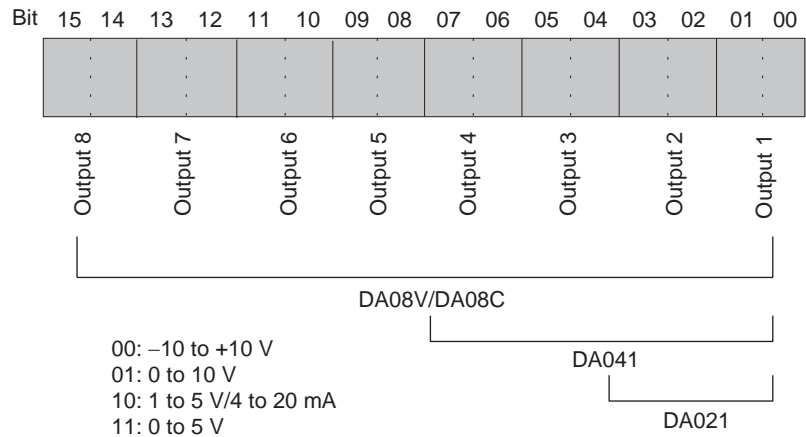 Bit 15 14 13 12 11 10 09 08 07 06 05 04 03 02 01 00
Output 8
Output 7
Output 6
Output 5
Output 4
Output 3
Output 2
Output 1
DA08V/DA08C
DA041
DA021
00: −10 to +10 V
01: 0 to 10 V
10: 1 to 5 V/4 to 20 mA
11: 0 to 5 V